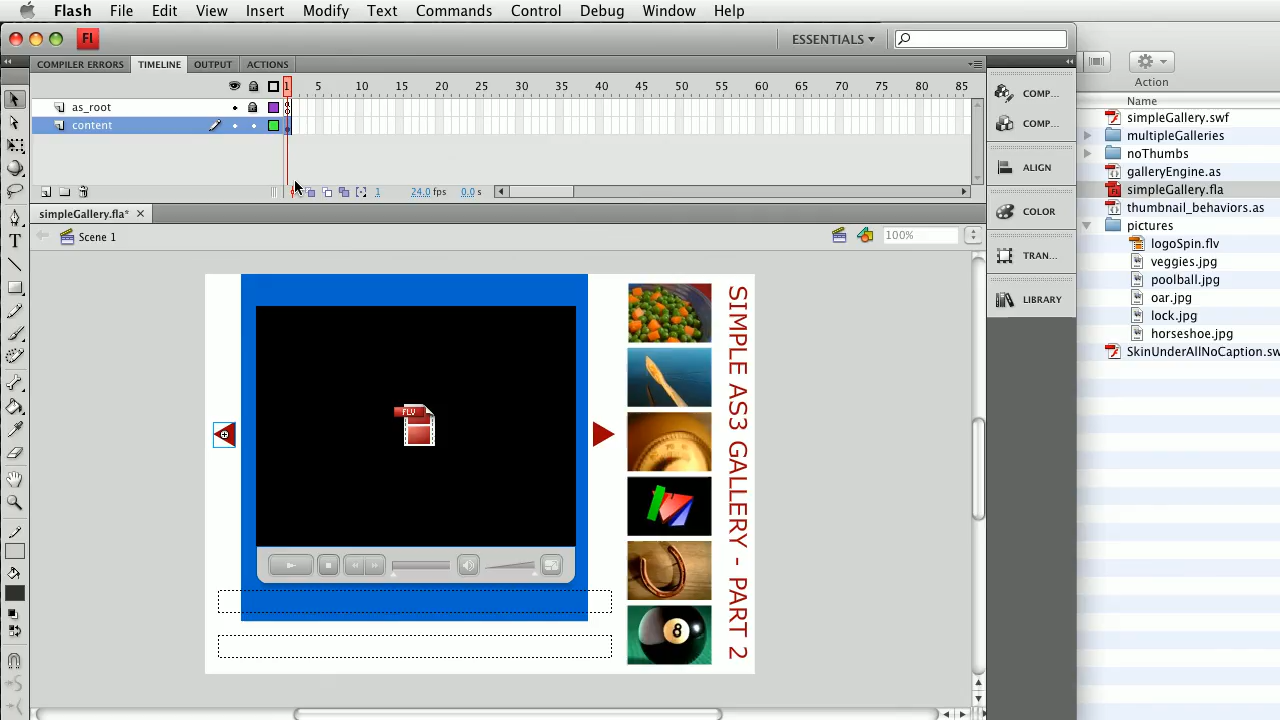 Flash File Edit View Insert Modify Text Commands Control Debug Window Help
Fl ESSENTIALS
COMPILER ERRORS TIMELINE OUTPUT ACTIONS
1 5 10 15 20 25 30 35 40 45 50 55 60 65 70 75 80 85
as_root
content
1 24.0 fps 0.0 s
simpleGallery.fla*
Scene 1 100%
FLV
8
SIMPLE AS3 GALLERY - PART 2
COMP...
COMP...
ALIGN
COLOR
TRAN...
LIBRARY
Action
Name
simpleGallery.swf
multipleGalleries
noThumbs
galleryEngine.as
simpleGallery.fla
thumbnail_behaviors.as
pictures
logoSpin.flv
veggies.jpg
poolball.jpg
oar.jpg
lock.jpg
horseshoe.jpg
SkinUnderAllNoCaption.sw